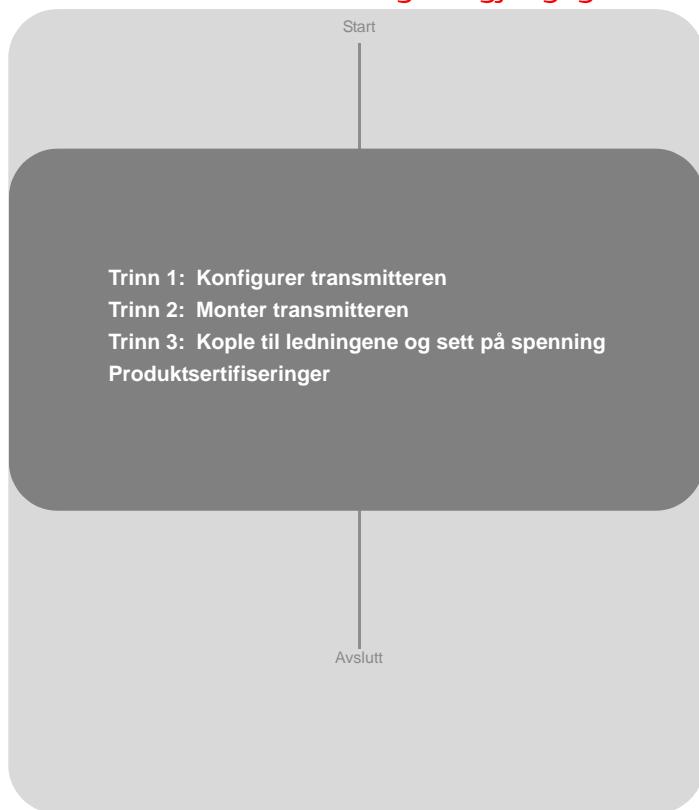 Start
Trinn 1: Konfigurer transmitteren
Trinn 2: Monter transmitteren
Trinn 3: Kople til ledningene og sett på spenning
Produktsertifiseringer
Avslutt